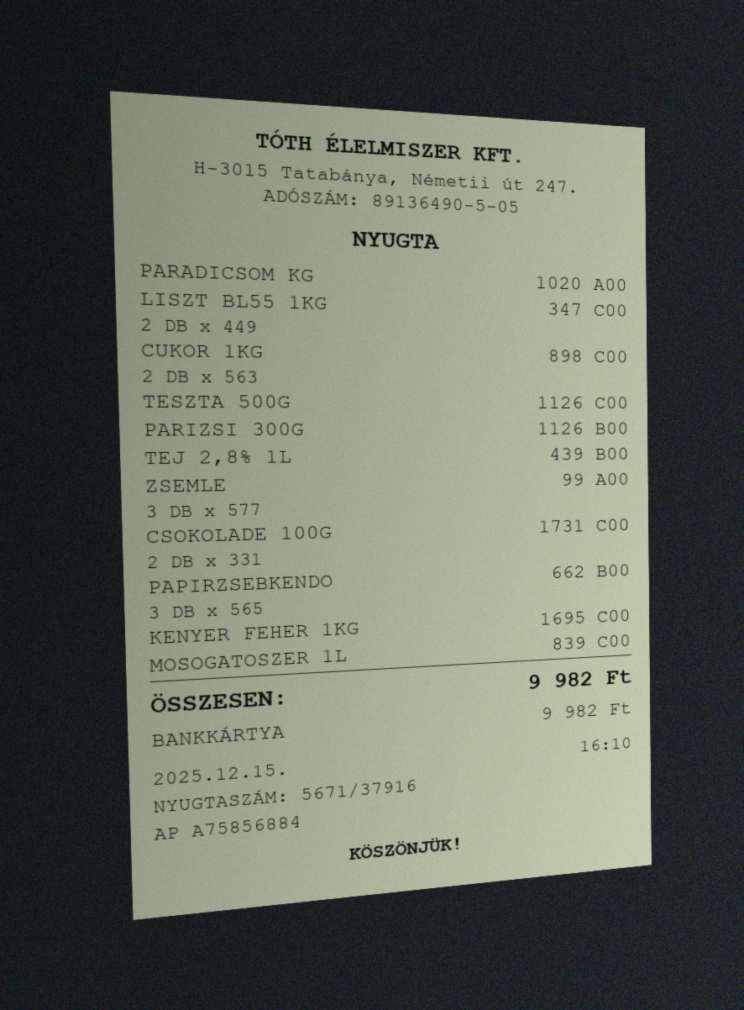 TÓTH ÉLELMISZER KFT.
H-3015 Tatabánya, Németii út 247.
ADÓSZÁM: 89136490-5-05
NYUGTA
PARADICSOM KG 1020 A00
LISZT BL55 1KG 347 C00
2 DB x 449
CUKOR 1KG 898 C00
2 DB x 563
TESZTA 500G 1126 C00
PARIZSI 300G 1126 B00
TEJ 2,8% 1L 439 B00
ZSEMLE 99 A00
3 DB x 577
CSOKOLADE 100G 1731 C00
2 DB x 331
PAPIRZSEBKENDO 662 B00
3 DB x 565
KENYER FEHER 1KG 1695 C00
MOSOGATOSZER 1L 839 C00
ÖSSZESEN: 9 982 Ft
BANKKÁRTYA 9 982 Ft
2025.12.15. 16:10
NYUGTASZÁM: 5671/37916
AP A75856884
KÖSZÖNJÜK!